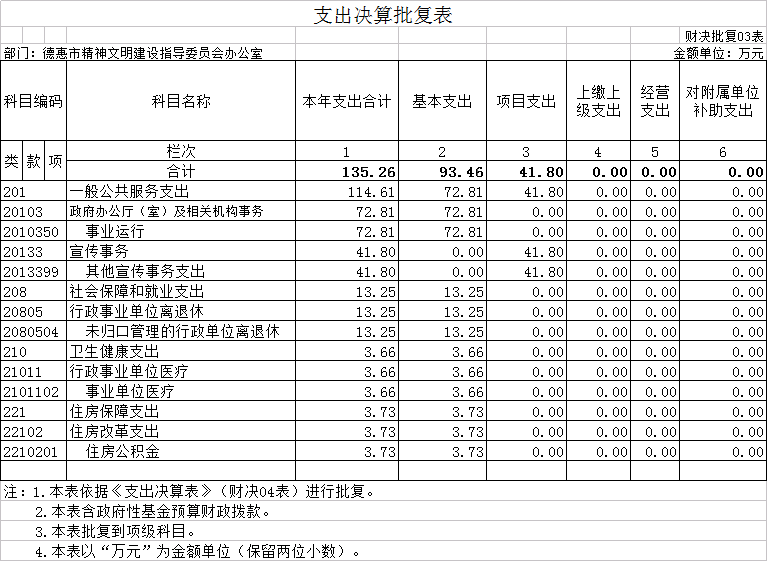 支出决算批复表
财决批复03表
部门：德惠市精神文明建设指导委员会办公室 金额单位：万元
科目编码 科目名称 本年支出合计 基本支出 项目支出 上缴上级支出 经营支出 对附属单位补助支出
类 款 项 栏次 1 2 3 4 5 6
合计 135.26 93.46 41.80 0.00 0.00 0.00
201 一般公共服务支出 114.61 72.81 41.80 0.00 0.00 0.00
20103 政府办公厅（室）及相关机构事务 72.81 72.81 0.00 0.00 0.00 0.00
2010350 事业运行 72.81 72.81 0.00 0.00 0.00 0.00
20133 宣传事务 41.80 0.00 41.80 0.00 0.00 0.00
2013399 其他宣传事务支出 41.80 0.00 41.80 0.00 0.00 0.00
208 社会保障和就业支出 13.25 13.25 0.00 0.00 0.00 0.00
20805 行政事业单位离退休 13.25 13.25 0.00 0.00 0.00 0.00
2080504 未归口管理的行政单位离退休 13.25 13.25 0.00 0.00 0.00 0.00
210 卫生健康支出 3.66 3.66 0.00 0.00 0.00 0.00
21011 行政事业单位医疗 3.66 3.66 0.00 0.00 0.00 0.00
2101102 事业单位医疗 3.66 3.66 0.00 0.00 0.00 0.00
221 住房保障支出 3.73 3.73 0.00 0.00 0.00 0.00
22102 住房改革支出 3.73 3.73 0.00 0.00 0.00 0.00
2210201 住房公积金 3.73 3.73 0.00 0.00 0.00 0.00
注：1.本表依据《支出决算表》（财决04表）进行批复。
2.本表含政府性基金预算财政拨款。
3.本表批复到项级科目。
4.本表以“万元”为金额单位（保留两位小数）。